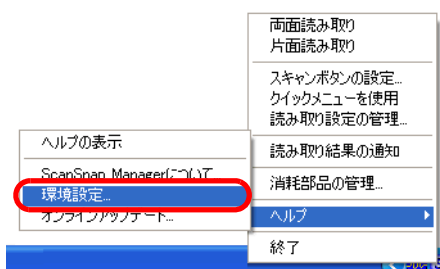 両面読み取り
片面読み取り
スキャンボタンの設定...
クイックメニューを使用
読み取り設定の管理...
読み取り結果の通知
消耗部品の管理...
ヘルプ
終了
ヘルプの表示
ScanSnap Managerについて
環境設定...
オンラインアップデート...